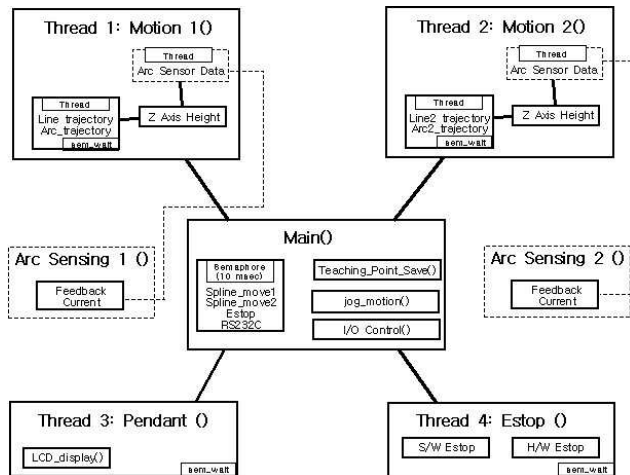 Thread 1: Motion 1()
Thread
Arc Sensor Data
Thread
Line trajectory
Arc_trajectory
sem_wait
Z Axis Height
Thread 2: Motion 2()
Thread
Arc Sensor Data
Thread
Line2 trajectory
Arc2_trajectory
sem_wait
Z Axis Height
Main()
Semaphore
(10 msec)
Spline_move1
Spline_move2
Estop
RS232C
Teaching_Point_Save()
jog_motion()
I/O Control()
Arc Sensing 1 ()
Feedback
Current
Arc Sensing 2 ()
Feedback
Current
Thread 3: Pendant ()
LCD_display()
sem_wait
Thread 4: Estop ()
S/W Estop
H/W Estop
sem_wait